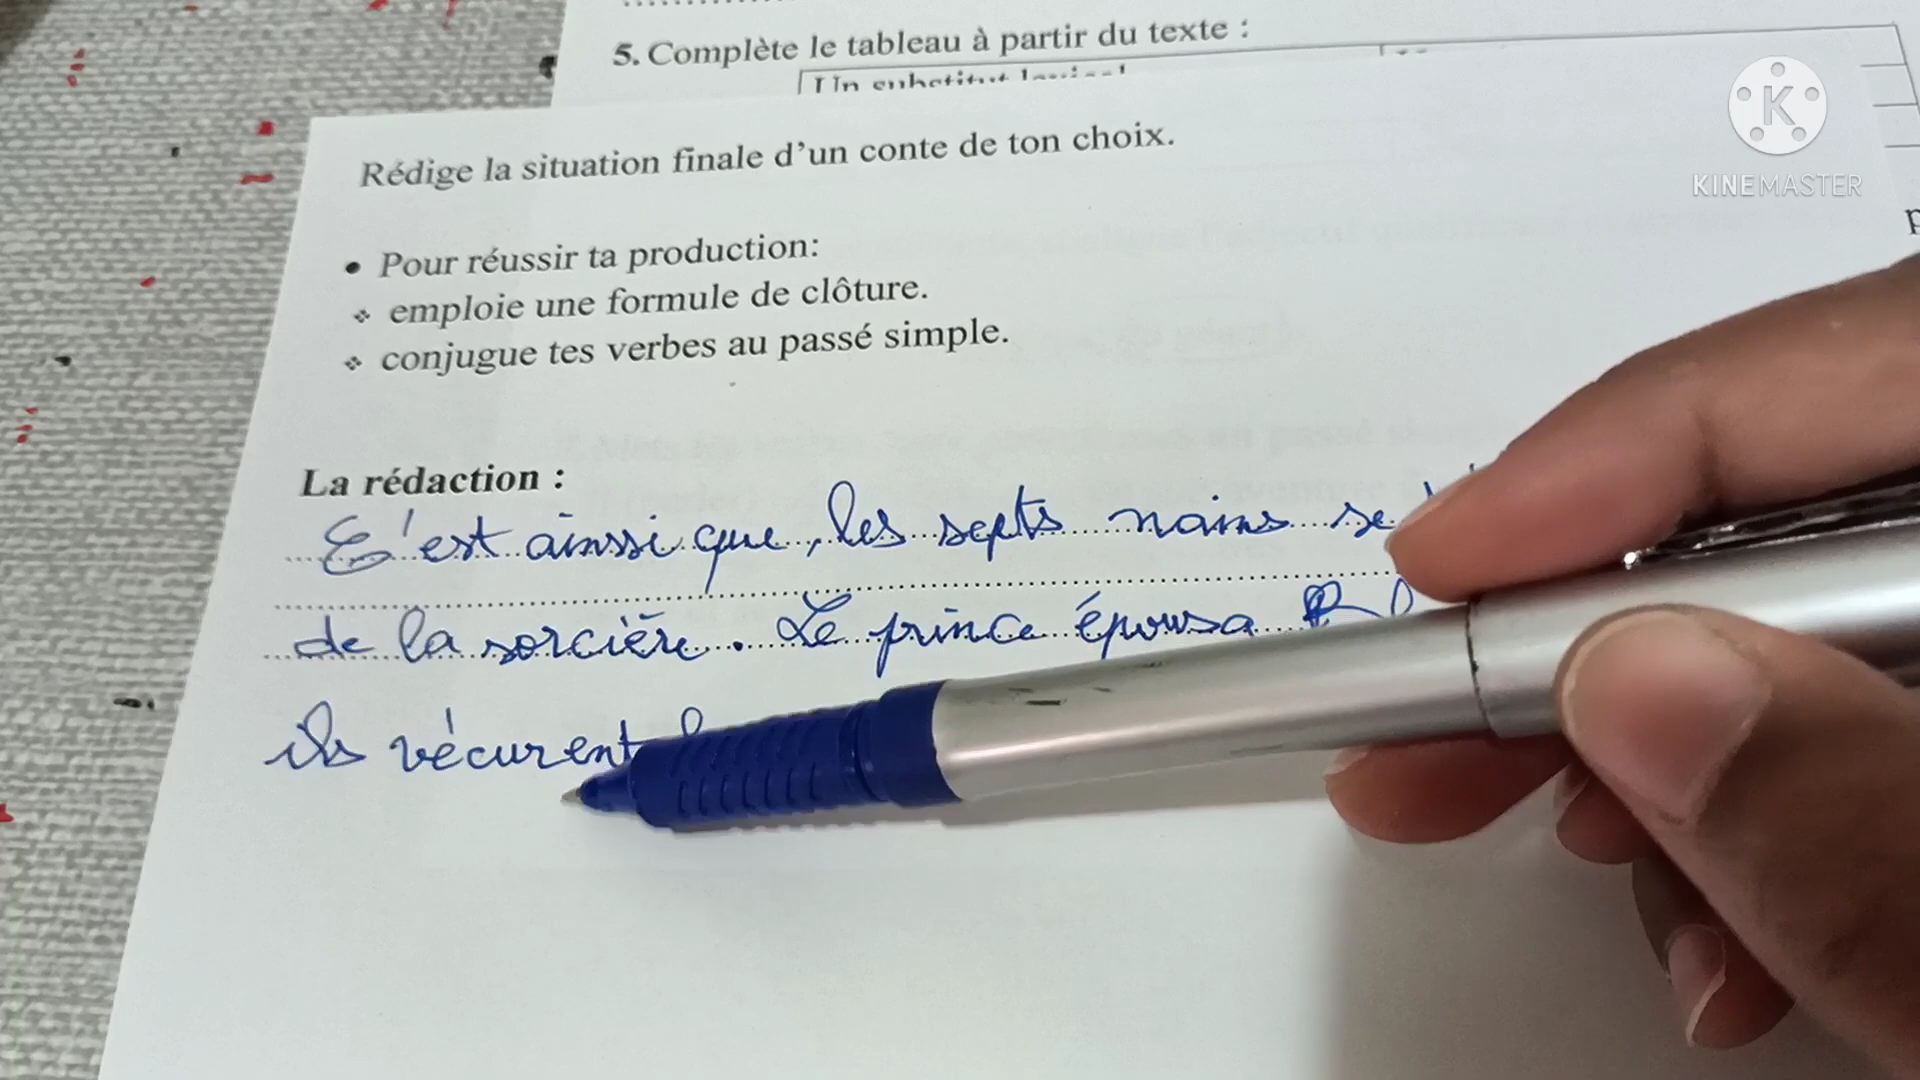 5. Complète le tableau à partir du texte :
Un substitut
KINEMASTER
Rédige la situation finale d'un conte de ton choix.
• Pour réussir ta production:
❖ emploie une formule de clôture.
❖ conjugue tes verbes au passé simple.
La rédaction :
C'est ainsi que, les septs nains se
de la sorcière. Le prince épousa
ils vécurent